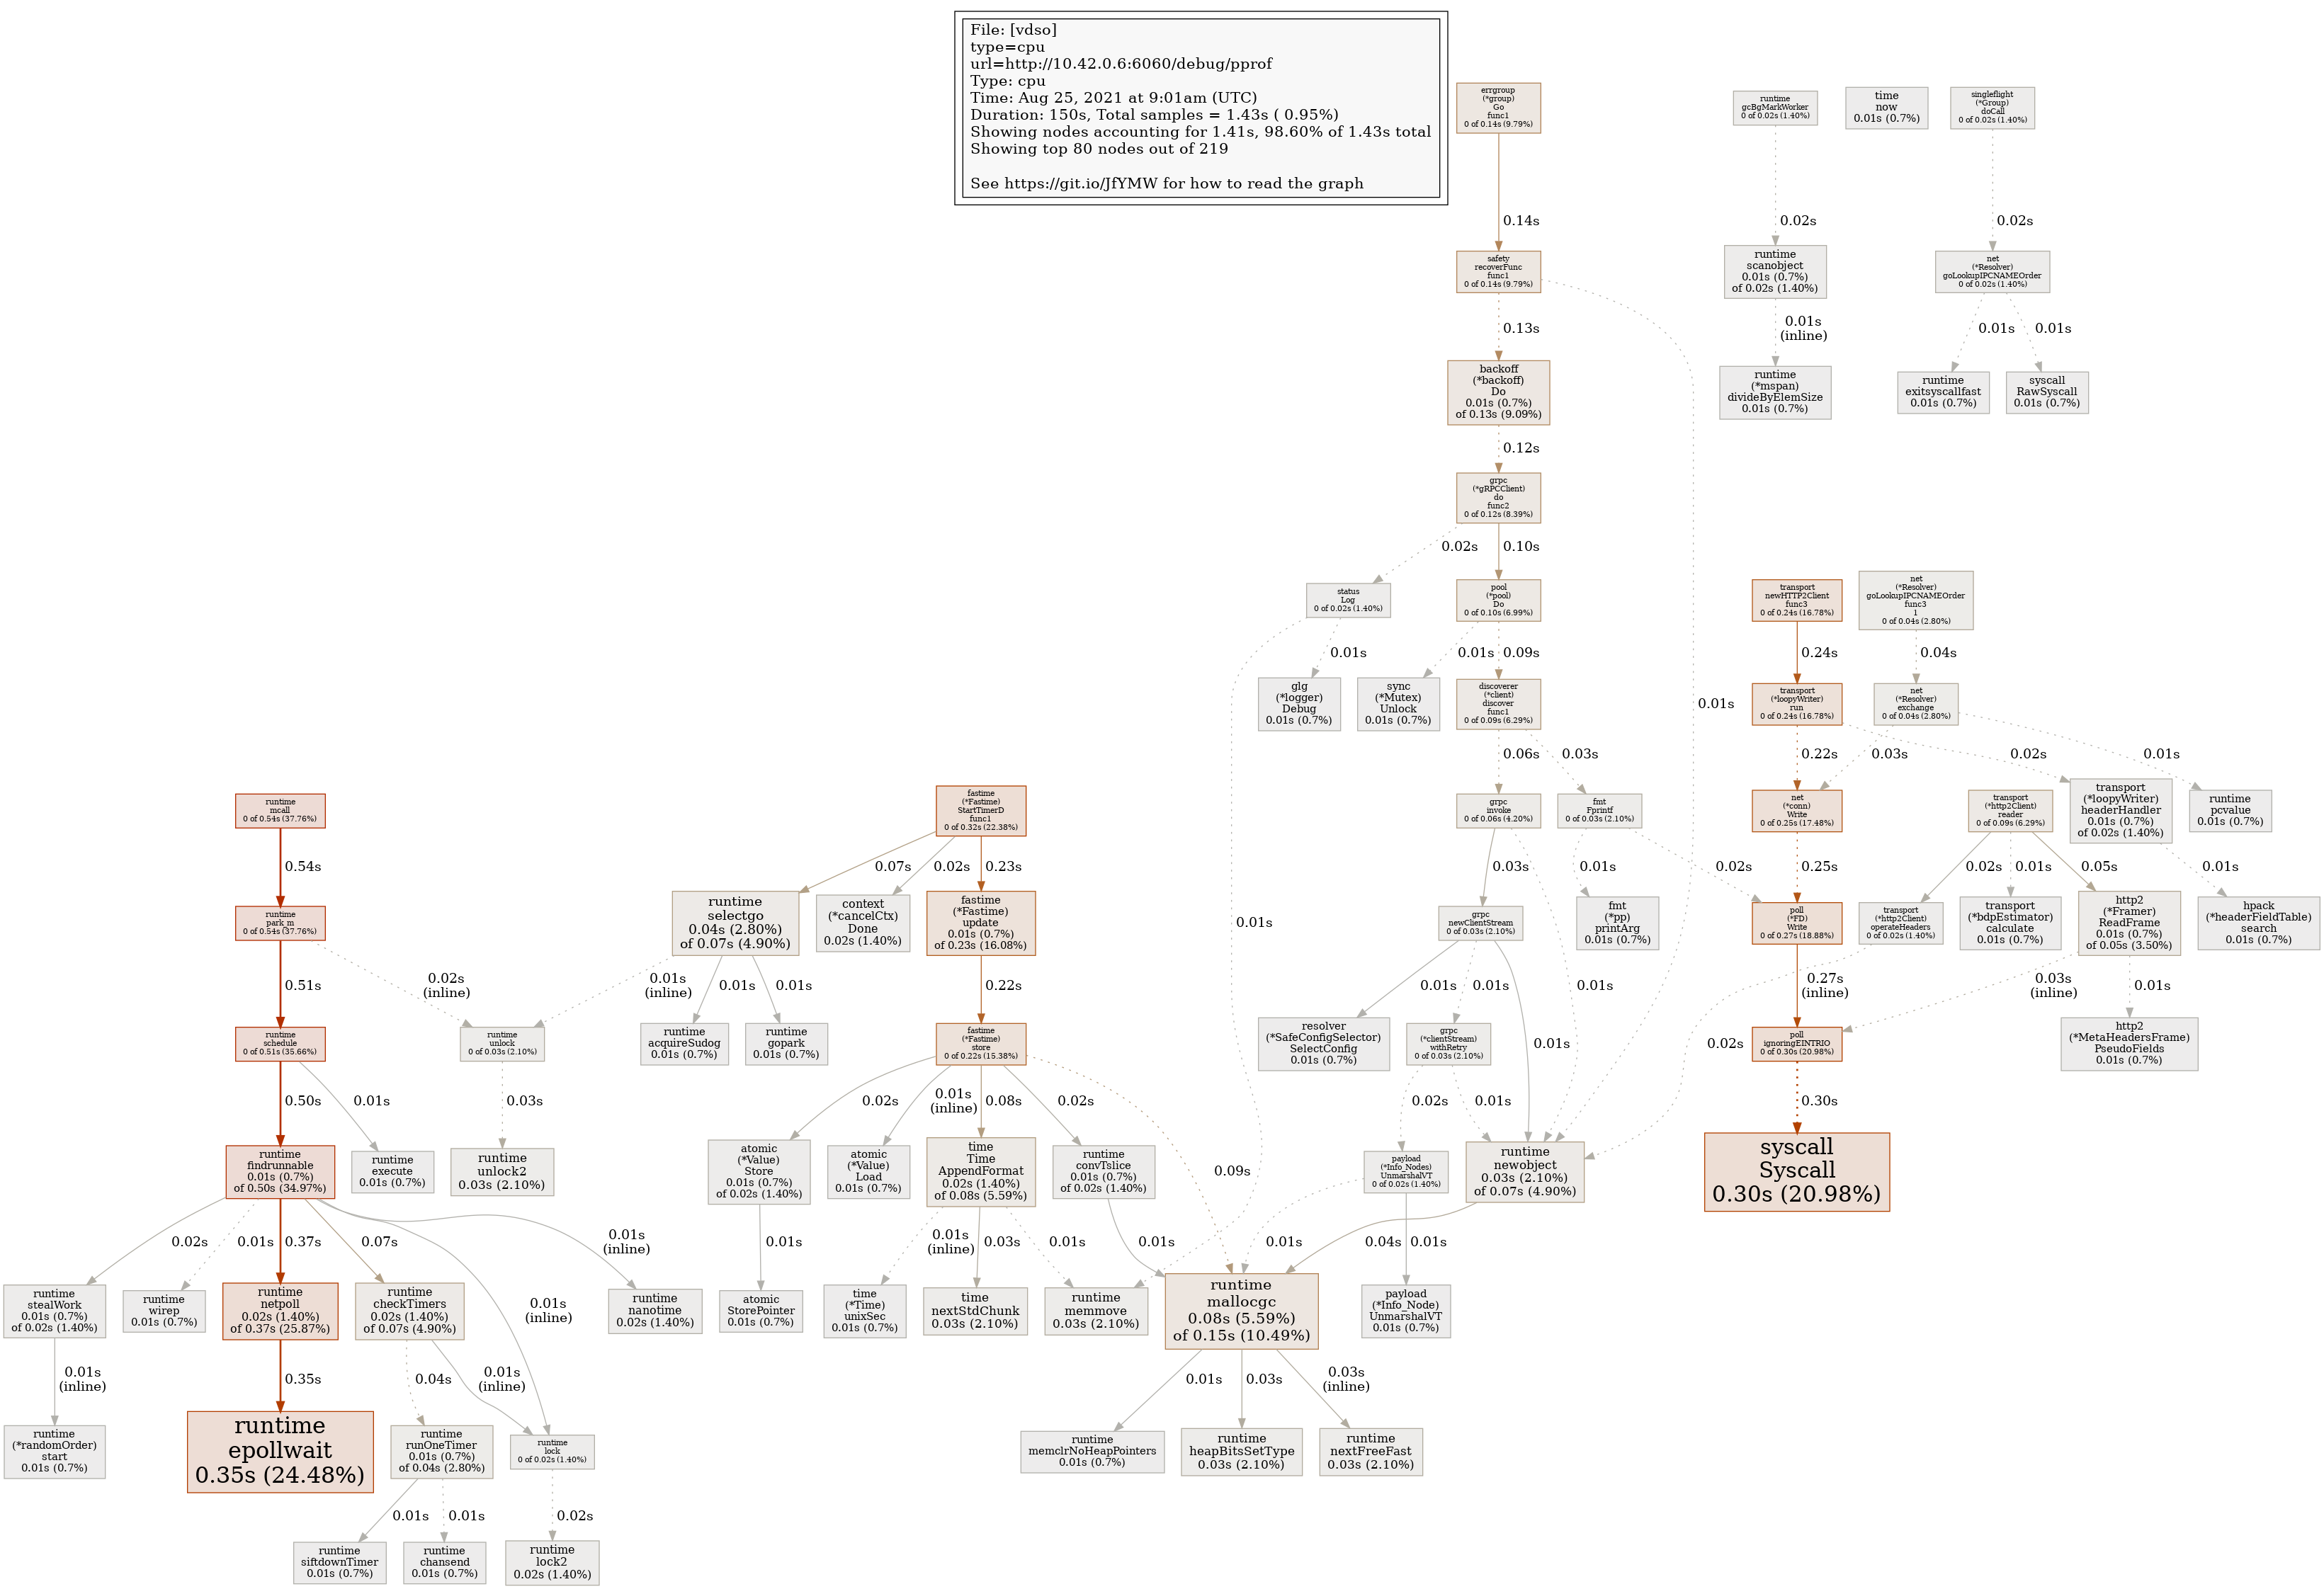 File: [vdso]
type=cpu
url=http://10.42.0.6:6060/debug/pprof
Type: cpu
Time: Aug 25, 2021 at 9:01am (UTC)
Duration: 150s, Total samples = 1.43s ( 0.95%)
Showing nodes accounting for 1.41s, 98.60% of 1.43s total
Showing top 80 nodes out of 219
See https://git.io/JfYMW for how to read the graph
errgroup
(*group)
Go
func1
0 of 0.14s (9.79%)
runtime
gcBgMarkWorker
0 of 0.02s (1.40%)
time
now
0.01s (0.7%)
singleflight
(*Group)
doCall
0 of 0.02s (1.40%)
0.14s
0.02s
0.02s
safety
recoverFunc
func1
0 of 0.14s (9.79%)
runtime
scanobject
0.01s (0.7%)
of 0.02s (1.40%)
net
(*Resolver)
goLookupIPCNAMEOrder
0 of 0.02s (1.40%)
0.13s
0.01s
(inline)
0.01s
0.01s
backoff
(*backoff)
Do
0.01s (0.7%)
of 0.13s (9.09%)
runtime
(*mspan)
divideByElemSize
0.01s (0.7%)
runtime
exitsyscallfast
0.01s (0.7%)
syscall
RawSyscall
0.01s (0.7%)
0.12s
grpc
(*gRPCClient)
do
func2
0 of 0.12s (8.39%)
0.02s
0.10s
status
Log
0 of 0.02s (1.40%)
pool
(*pool)
Do
0 of 0.10s (6.99%)
transport
newHTTP2Client
func3
0 of 0.24s (16.78%)
net
(*Resolver)
goLookupIPCNAMEOrder
func3
1
0 of 0.04s (2.80%)
0.01s
0.01s
0.09s
0.24s
0.04s
glg
(*logger)
Debug
0.01s (0.7%)
sync
(*Mutex)
Unlock
0.01s (0.7%)
discoverer
(*client)
discover
func1
0 of 0.09s (6.29%)
0.01s
transport
(*loopyWriter)
run
0 of 0.24s (16.78%)
net
(*Resolver)
exchange
0 of 0.04s (2.80%)
0.06s
0.03s
0.22s
0.03s
0.02s
0.01s
runtime
mcall
0 of 0.54s (37.76%)
fastime
(*Fastime)
StartTimerD
func1
0 of 0.32s (22.38%)
grpc
invoke
0 of 0.06s (4.20%)
fmt
Fprintf
0 of 0.03s (2.10%)
net
(*conn)
Write
0 of 0.25s (17.48%)
transport
(*http2Client)
reader
0 of 0.09s (6.29%)
transport
(*loopyWriter)
headerHandler
0.01s (0.7%)
of 0.02s (1.40%)
runtime
pcvalue
0.01s (0.7%)
0.54s
0.07s
0.02s
0.23s
0.03s
0.01s
0.02s
0.25s
0.02s
0.01s
0.05s
0.01s
runtime
park_m
0 of 0.54s (37.76%)
runtime
selectgo
0.04s (2.80%)
of 0.07s (4.90%)
context
(*cancelCtx)
Done
0.02s (1.40%)
fastime
(*Fastime)
update
0.01s (0.7%)
of 0.23s (16.08%)
0.01s
grpc
newClientStream
0 of 0.03s (2.10%)
fmt
(*pp)
printArg
0.01s (0.7%)
poll
(*FD)
Write
0 of 0.27s (18.88%)
transport
(*http2Client)
operateHeaders
0 of 0.02s (1.40%)
transport
(*bdpEstimator)
calculate
0.01s (0.7%)
http2
(*Framer)
ReadFrame
0.01s (0.7%)
of 0.05s (3.50%)
hpack
(*headerFieldTable)
search
0.01s (0.7%)
0.51s
0.02s
(inline)
0.01s
(inline)
0.01s
0.01s
0.22s
0.01s
0.01s
0.01s
0.27s
(inline)
0.03s
(inline)
0.01s
runtime
schedule
0 of 0.51s (35.66%)
runtime
unlock
0 of 0.03s (2.10%)
runtime
acquireSudog
0.01s (0.7%)
runtime
gopark
0.01s (0.7%)
fastime
(*Fastime)
store
0 of 0.22s (15.38%)
resolver
(*SafeConfigSelector)
SelectConfig
0.01s (0.7%)
grpc
(*clientStream)
withRetry
0 of 0.03s (2.10%)
0.01s
0.02s
poll
ignoringEINTRIO
0 of 0.30s (20.98%)
http2
(*MetaHeadersFrame)
PseudoFields
0.01s (0.7%)
0.50s
0.01s
0.03s
0.02s
0.01s
(inline)
0.08s
0.02s
0.09s
0.02s
0.01s
0.30s
runtime
findrunnable
0.01s (0.7%)
of 0.50s (34.97%)
runtime
execute
0.01s (0.7%)
runtime
unlock2
0.03s (2.10%)
atomic
(*Value)
Store
0.01s (0.7%)
of 0.02s (1.40%)
atomic
(*Value)
Load
0.01s (0.7%)
time
Time
AppendFormat
0.02s (1.40%)
of 0.08s (5.59%)
runtime
convTslice
0.01s (0.7%)
of 0.02s (1.40%)
payload
(*Info_Nodes)
UnmarshalVT
0 of 0.02s (1.40%)
runtime
newobject
0.03s (2.10%)
of 0.07s (4.90%)
syscall
Syscall
0.30s (20.98%)
0.02s
0.01s
0.37s
0.07s
0.01s
(inline)
0.01s
(inline)
0.01s
0.01s
(inline)
0.03s
0.01s
0.01s
0.01s
0.04s
0.01s
runtime
stealWork
0.01s (0.7%)
of 0.02s (1.40%)
runtime
wirep
0.01s (0.7%)
runtime
netpoll
0.02s (1.40%)
of 0.37s (25.87%)
runtime
checkTimers
0.02s (1.40%)
of 0.07s (4.90%)
runtime
nanotime
0.02s (1.40%)
atomic
StorePointer
0.01s (0.7%)
time
(*Time)
unixSec
0.01s (0.7%)
time
nextStdChunk
0.03s (2.10%)
runtime
memmove
0.03s (2.10%)
runtime
mallocgc
0.08s (5.59%)
of 0.15s (10.49%)
payload
(*Info_Node)
UnmarshalVT
0.01s (0.7%)
0.01s
(inline)
0.35s
0.04s
0.01s
(inline)
0.01s
0.03s
0.03s
(inline)
runtime
(*randomOrder)
start
0.01s (0.7%)
runtime
epollwait
0.35s (24.48%)
runtime
runOneTimer
0.01s (0.7%)
of 0.04s (2.80%)
runtime
lock
0 of 0.02s (1.40%)
runtime
memclrNoHeapPointers
0.01s (0.7%)
runtime
heapBitsSetType
0.03s (2.10%)
runtime
nextFreeFast
0.03s (2.10%)
0.01s
0.01s
0.02s
runtime
siftdownTimer
0.01s (0.7%)
runtime
chansend
0.01s (0.7%)
runtime
lock2
0.02s (1.40%)